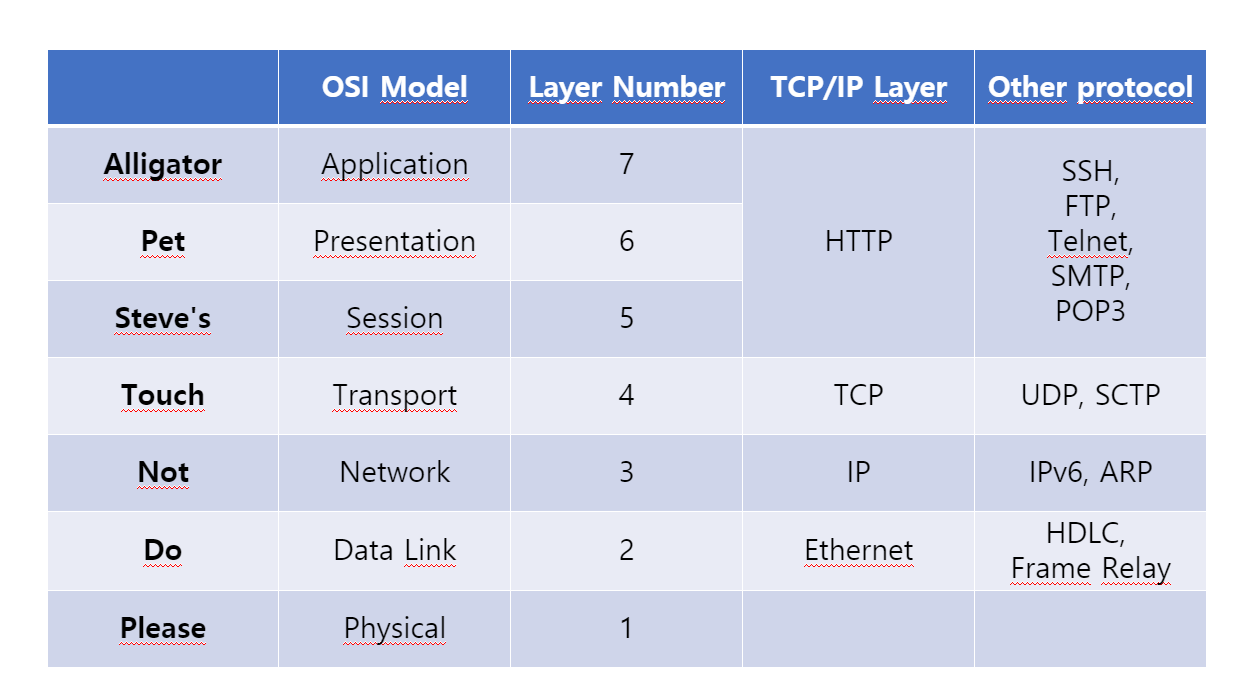 OSI Model Layer Number TCP/IP Layer Other protocol
Alligator Application 7
Pet Presentation 6
Steve's Session 5
HTTP
SSH,
FTP,
Telnet,
SMTP,
POP3
Touch Transport 4 TCP UDP, SCTP
Not Network 3 IP IPv6, ARP
Do Data Link 2 Ethernet HDLC,
Frame Relay
Please Physical 1